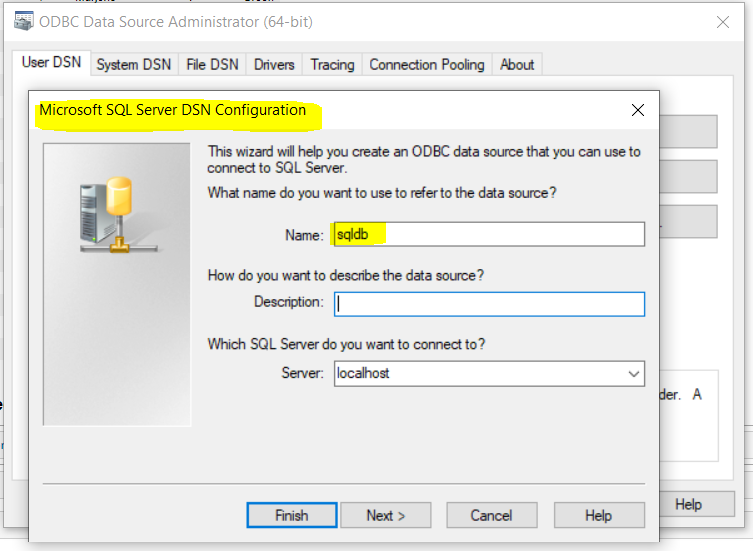 ODBC Data Source Administrator (64-bit)
User DSN System DSN File DSN Drivers Tracing Connection Pooling About
Microsoft SQL Server DSN Configuration
This wizard will help you create an ODBC data source that you can use to
connect to SQL Server.
What name do you want to use to refer to the data source?
Name: sqldb
How do you want to describe the data source?
Description:
Which SQL Server do you want to connect to?
Server: localhost
der. A
Finish Next > Cancel Help
Help